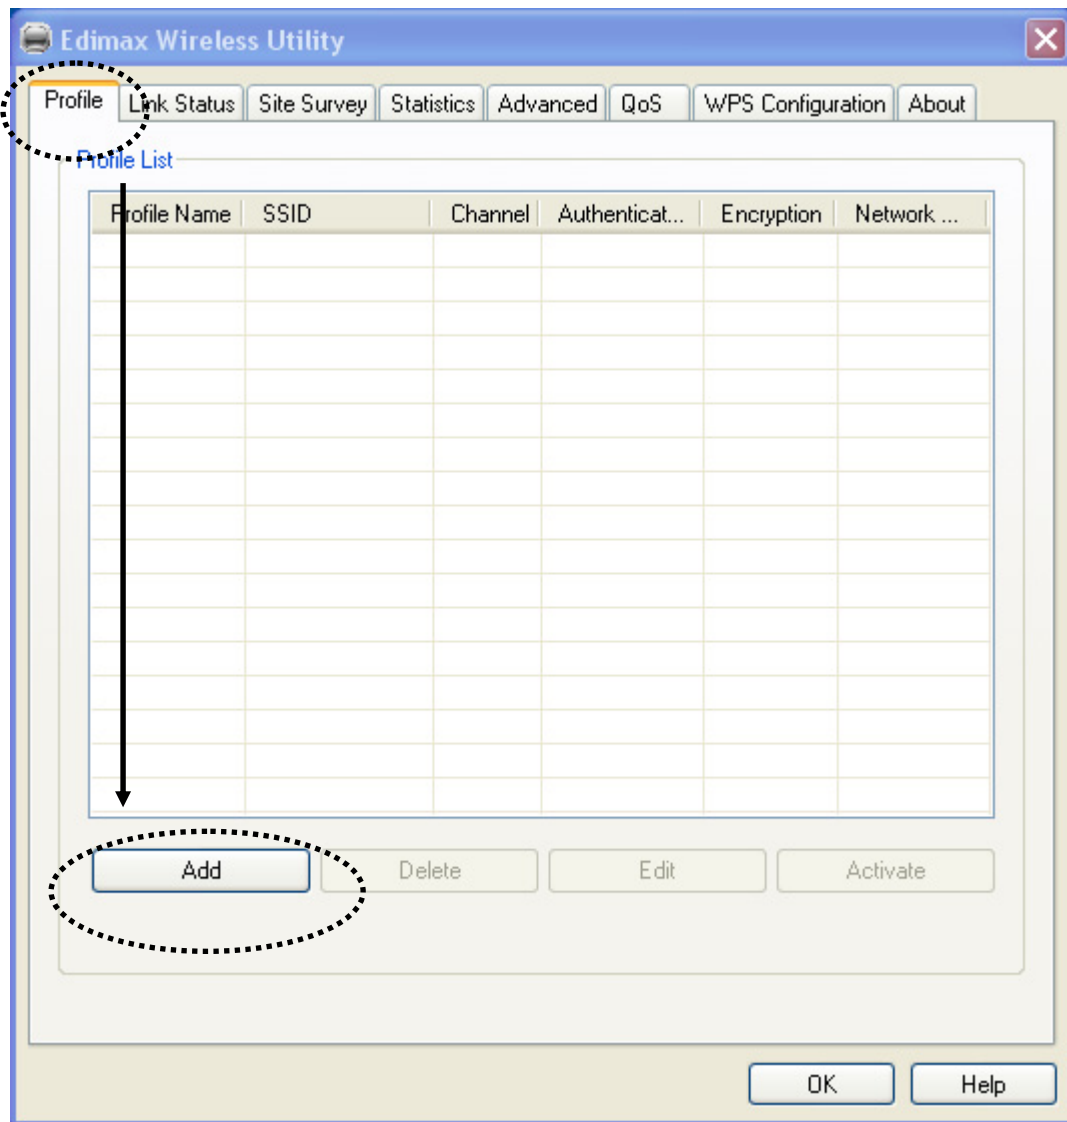 Edimax Wireless Utility
Profile Link Status Site Survey Statistics Advanced QoS WPS Configuration About
Profile List
Profile Name SSID Channel Authenticat... Encryption Network ...
Add Delete Edit Activate
OK Help